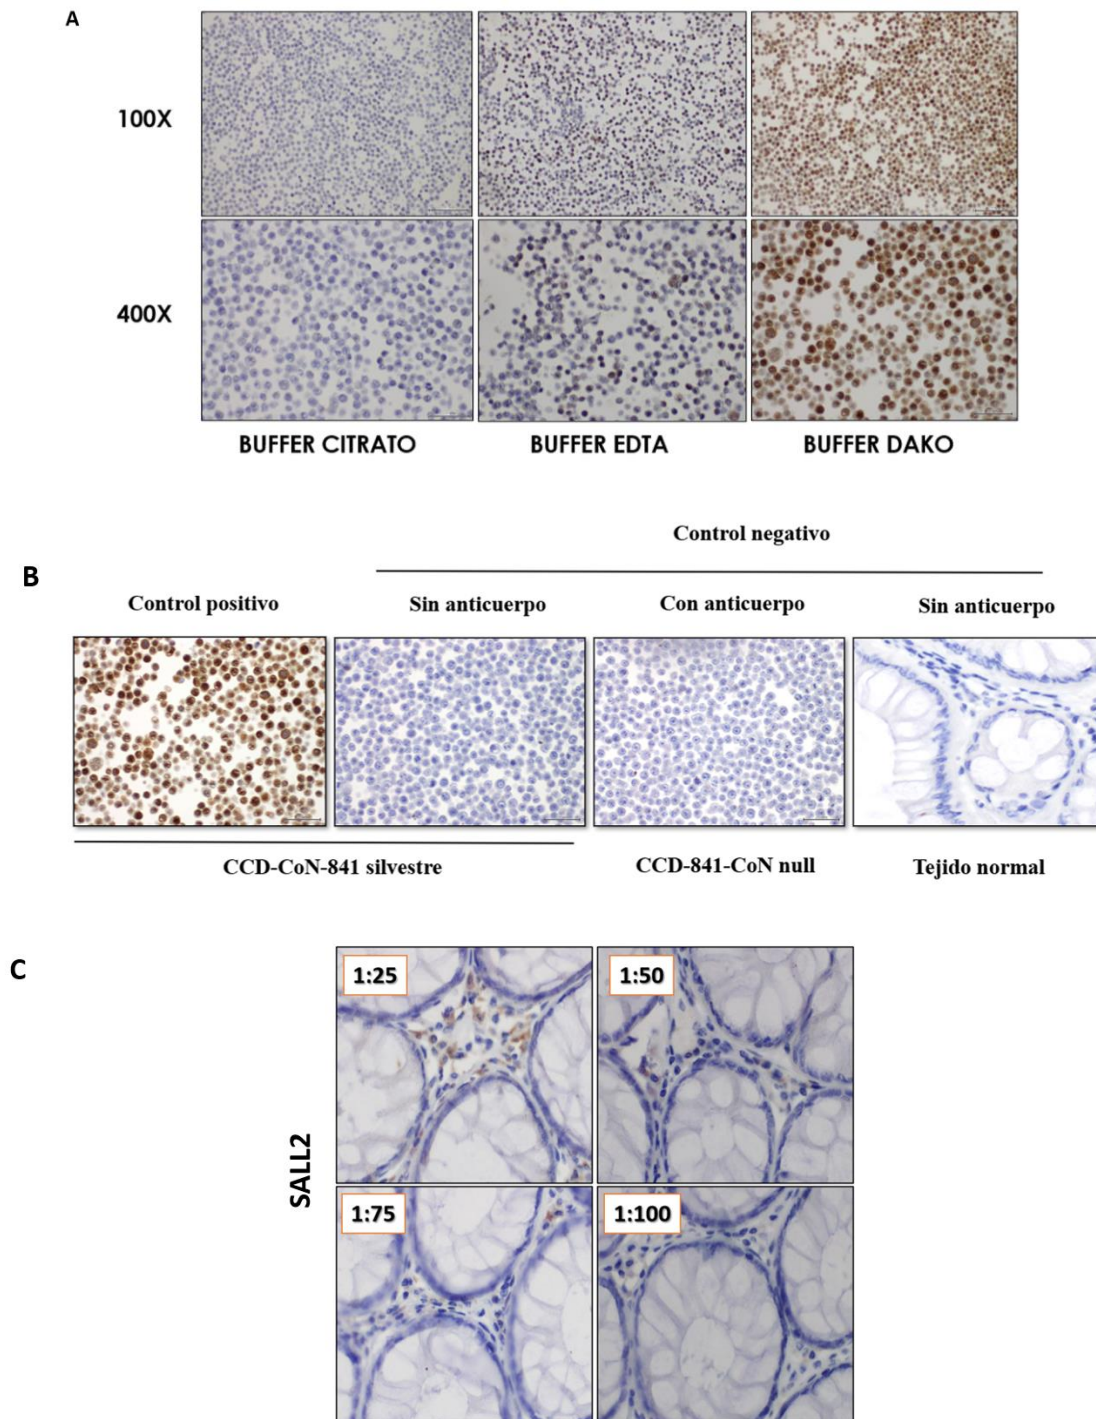 A
100X
400X
BUFFER CITRATO
BUFFER EDTA
BUFFER DAKO
Control negativo
B
Control positivo
Sin anticuerpo
Con anticuerpo
Sin anticuerpo
CCD-CoN-841 silvestre
CCD-841-CoN null
Tejido normal
C
1:25
1:50
SALL2
1:75
1:100